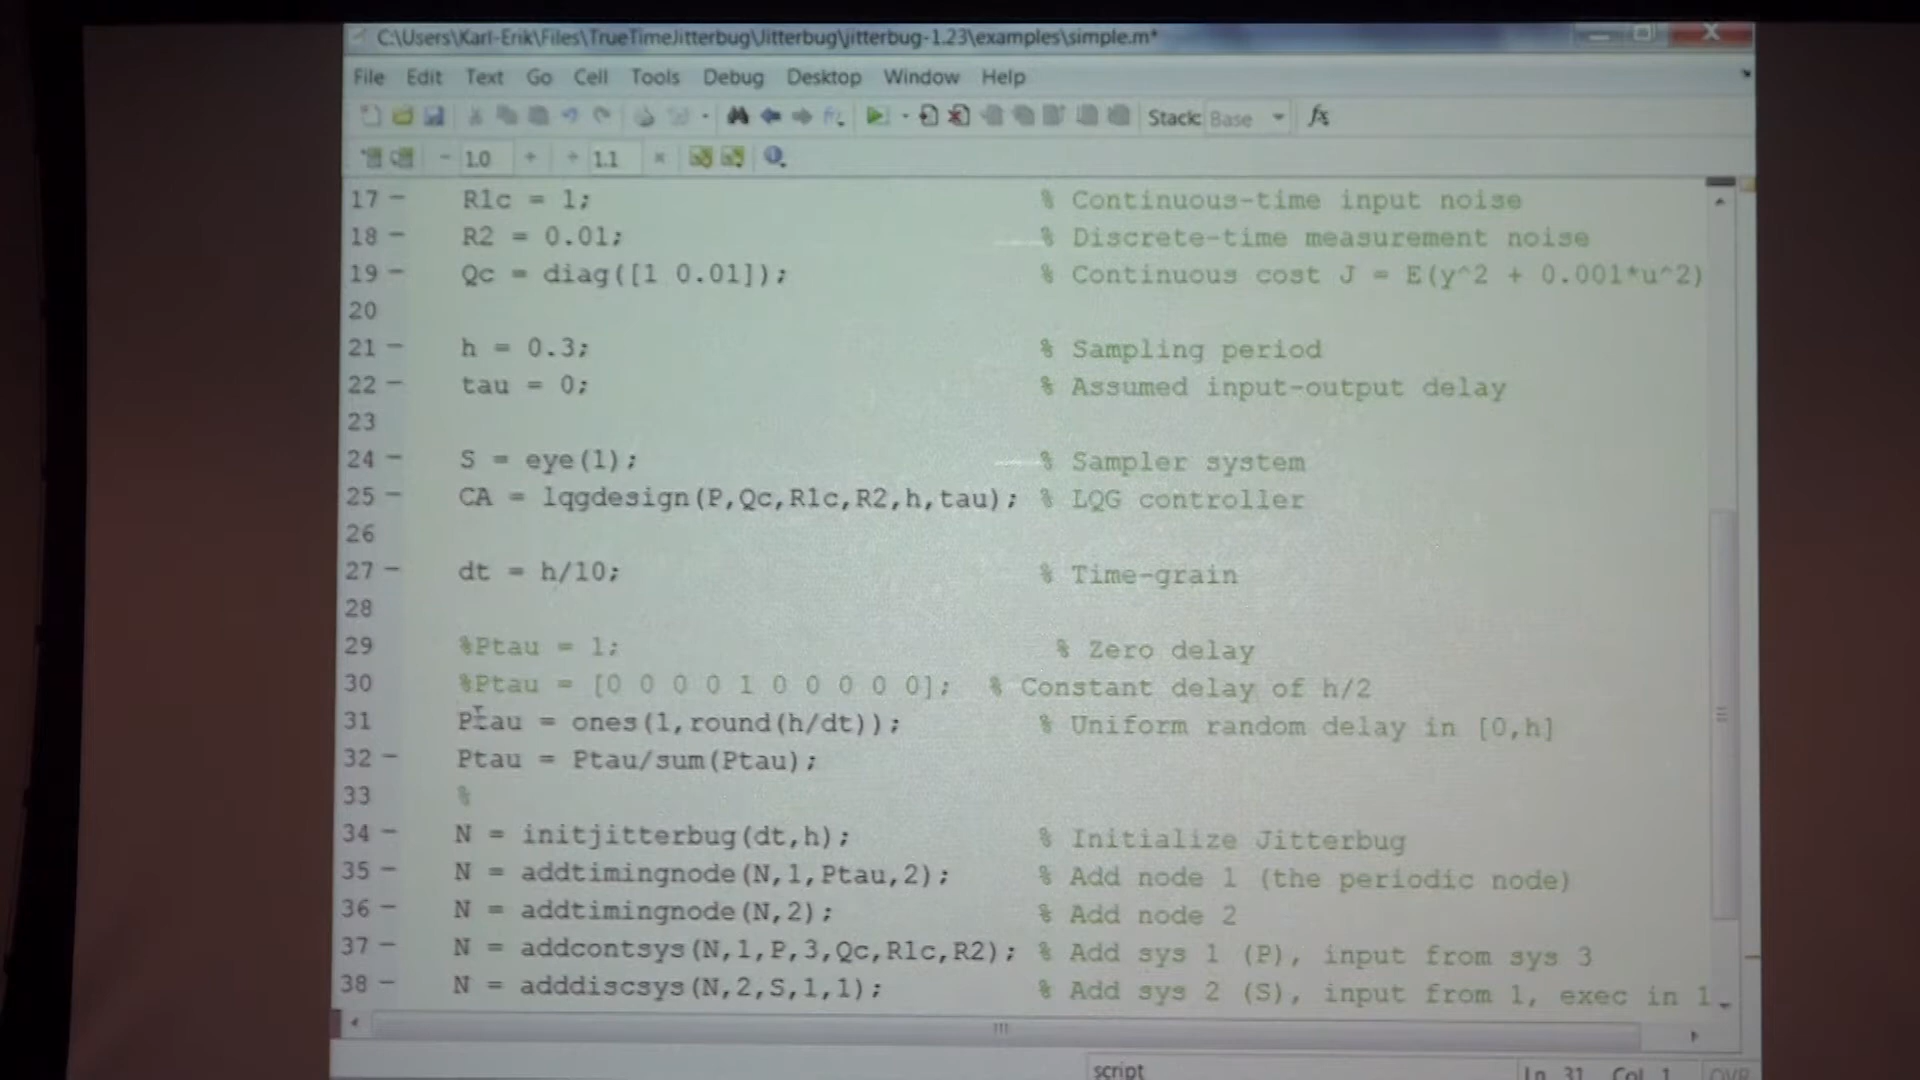 C:\Users\Karl-Erik\Files\TrueTimeJitterbug\Jitterbug\jitterbug-1.23\examples\simple.m*
File Edit Text Go Cell Tools Debug Desktop Window Help
Stack: Base fx
- 1.0 + ÷ 1.1 ×
17 - R1c = 1; % Continuous-time input noise
18 - R2 = 0.01; % Discrete-time measurement noise
19 - Qc = diag([1 0.01]); % Continuous cost J = E(y^2 + 0.001*u^2)
20
21 - h = 0.3; % Sampling period
22 - tau = 0; % Assumed input-output delay
23
24 - S = eye(1); % Sampler system
25 - CA = lqgdesign(P,Qc,R1c,R2,h,tau); % LQG controller
26
27 - dt = h/10; % Time-grain
28
29 %Ptau = 1; % Zero delay
30 %Ptau = [0 0 0 0 1 0 0 0 0 0]; % Constant delay of h/2
31 Ptau = ones(1,round(h/dt)); % Uniform random delay in [0,h]
32 - Ptau = Ptau/sum(Ptau);
33 %
34 - N = initjitterbug(dt,h); % Initialize Jitterbug
35 - N = addtimingnode(N,1,Ptau,2); % Add node 1 (the periodic node)
36 - N = addtimingnode(N,2); % Add node 2
37 - N = addcontsys(N,1,P,3,Qc,R1c,R2); % Add sys 1 (P), input from sys 3
38 - N = adddiscsys(N,2,S,1,1); % Add sys 2 (S), input from 1, exec in 1
script Ln 31 Col 1 OVR